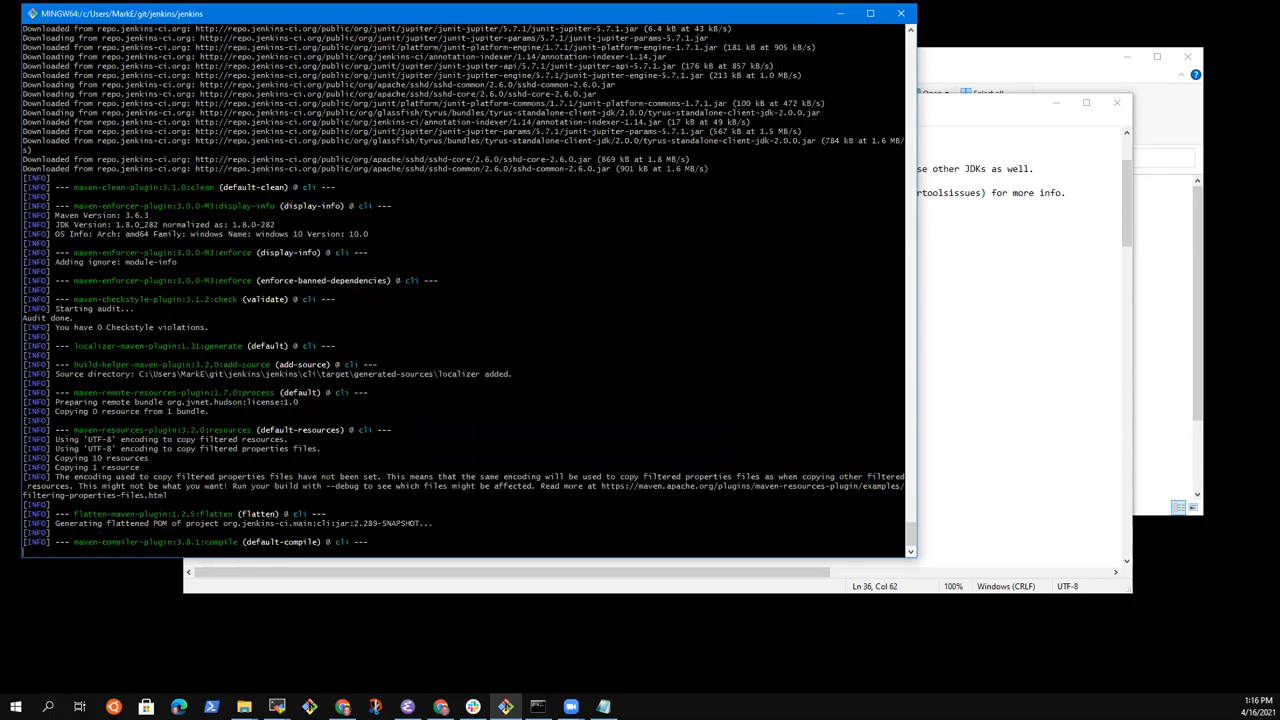 MINGW64:/c/Users/MarkE/git/jenkins/jenkins
Downloaded from repo.jenkins-ci.org: http://repo.jenkins-ci.org/public/org/junit/jupiter/junit-jupiter/5.7.1/junit-jupiter-5.7.1.jar (6.4 kB at 43 kB/s)
Downloading from repo.jenkins-ci.org: http://repo.jenkins-ci.org/public/org/junit/jupiter/junit-jupiter-params/5.7.1/junit-jupiter-params-5.7.1.jar
Downloaded from repo.jenkins-ci.org: http://repo.jenkins-ci.org/public/org/junit/platform/junit-platform-engine/1.7.1/junit-platform-engine-1.7.1.jar (181 kB at 905 kB/s)
Downloading from repo.jenkins-ci.org: http://repo.jenkins-ci.org/public/org/jenkins-ci/annotation-indexer/1.14/annotation-indexer-1.14.jar
Downloaded from repo.jenkins-ci.org: http://repo.jenkins-ci.org/public/org/junit/jupiter/junit-jupiter-api/5.7.1/junit-jupiter-api-5.7.1.jar (176 kB at 857 kB/s)
Downloaded from repo.jenkins-ci.org: http://repo.jenkins-ci.org/public/org/junit/jupiter/junit-jupiter-engine/5.7.1/junit-jupiter-engine-5.7.1.jar (213 kB at 1.0 MB/s)
Downloading from repo.jenkins-ci.org: http://repo.jenkins-ci.org/public/org/apache/sshd/sshd-common/2.6.0/sshd-common-2.6.0.jar
Downloading from repo.jenkins-ci.org: http://repo.jenkins-ci.org/public/org/apache/sshd/sshd-core/2.6.0/sshd-core-2.6.0.jar
Downloaded from repo.jenkins-ci.org: http://repo.jenkins-ci.org/public/org/junit/platform/junit-platform-commons/1.7.1/junit-platform-commons-1.7.1.jar (100 kB at 472 kB/s)
Downloading from repo.jenkins-ci.org: http://repo.jenkins-ci.org/public/org/glassfish/tyrus/bundles/tyrus-standalone-client-jdk/2.0.0/tyrus-standalone-client-jdk-2.0.0.jar
Downloaded from repo.jenkins-ci.org: http://repo.jenkins-ci.org/public/org/jenkins-ci/annotation-indexer/1.14/annotation-indexer-1.14.jar (17 kB at 49 kB/s)
Downloaded from repo.jenkins-ci.org: http://repo.jenkins-ci.org/public/org/junit/jupiter/junit-jupiter-params/5.7.1/junit-jupiter-params-5.7.1.jar (567 kB at 1.5 MB/s)
Downloaded from repo.jenkins-ci.org: http://repo.jenkins-ci.org/public/org/glassfish/tyrus/bundles/tyrus-standalone-client-jdk/2.0.0/tyrus-standalone-client-jdk-2.0.0.jar (784 kB at 1.6 MB/s
)
Downloaded from repo.jenkins-ci.org: http://repo.jenkins-ci.org/public/org/apache/sshd/sshd-core/2.6.0/sshd-core-2.6.0.jar (869 kB at 1.8 MB/s)
Downloaded from repo.jenkins-ci.org: http://repo.jenkins-ci.org/public/org/apache/sshd/sshd-common/2.6.0/sshd-common-2.6.0.jar (901 kB at 1.6 MB/s)
[INFO]
[INFO] --- maven-clean-plugin:3.1.0:clean (default-clean) @ cli ---
[INFO]
[INFO] --- maven-enforcer-plugin:3.0.0-M3:display-info (display-info) @ cli ---
[INFO] Maven Version: 3.6.3
[INFO] JDK Version: 1.8.0_282 normalized as: 1.8.0-282
[INFO] OS Info: Arch: amd64 Family: windows Name: windows 10 Version: 10.0
[INFO]
[INFO] --- maven-enforcer-plugin:3.0.0-M3:enforce (display-info) @ cli ---
[INFO] Adding ignore: module-info
[INFO]
[INFO] --- maven-enforcer-plugin:3.0.0-M3:enforce (enforce-banned-dependencies) @ cli ---
[INFO]
[INFO] --- maven-checkstyle-plugin:3.1.2:check (validate) @ cli ---
[INFO] Starting audit...
Audit done.
[INFO] You have 0 Checkstyle violations.
[INFO]
[INFO] --- localizer-maven-plugin:1.31:generate (default) @ cli ---
[INFO]
[INFO] --- build-helper-maven-plugin:3.2.0:add-source (add-source) @ cli ---
[INFO] Source directory: C:\Users\MarkE\git\jenkins\jenkins\cli\target\generated-sources\localizer added.
[INFO]
[INFO] --- maven-remote-resources-plugin:1.7.0:process (default) @ cli ---
[INFO] Preparing remote bundle org.jvnet.hudson:license:1.0
[INFO] Copying 0 resource from 1 bundle.
[INFO]
[INFO] --- maven-resources-plugin:3.2.0:resources (default-resources) @ cli ---
[INFO] Using 'UTF-8' encoding to copy filtered resources.
[INFO] Using 'UTF-8' encoding to copy filtered properties files.
[INFO] Copying 10 resources
[INFO] Copying 1 resource
[INFO] The encoding used to copy filtered properties files have not been set. This means that the same encoding will be used to copy filtered properties files as when copying other filtered
resources. This might not be what you want! Run your build with --debug to see which files might be affected. Read more at https://maven.apache.org/plugins/maven-resources-plugin/examples/
filtering-properties-files.html
[INFO]
[INFO] --- flatten-maven-plugin:1.2.5:flatten (flatten) @ cli ---
[INFO] Generating flattened POM of project org.jenkins-ci.main:cli:jar:2.289-SNAPSHOT...
[INFO]
[INFO] --- maven-compiler-plugin:3.8.1:compile (default-compile) @ cli ---
Open
Select all
se other JDKs as well.
rtoolsissues) for more info.
Ln 36, Col 62
100%
Windows (CRLF)
UTF-8
1:16 PM
4/16/2021